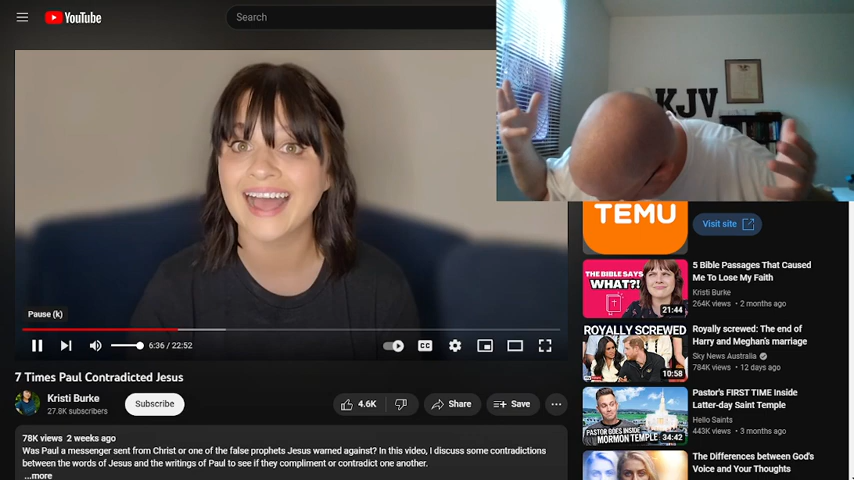 YouTube
Search
KJV
Pause (k)
6:36 / 22:52
CC
7 Times Paul Contradicted Jesus
Kristi Burke
27.8K subscribers
Subscribe
4.6K
Share
Save
78K views 2 weeks ago
Was Paul a messenger sent from Christ or one of the false prophets Jesus warned against? In this video, I discuss some contradictions
between the words of Jesus and the writings of Paul to see if they compliment or contradict one another.
...more
TEMU
Visit site
THE BIBLE SAYS
WHAT?!
21:44
5 Bible Passages That Caused
Me To Lose My Faith
Kristi Burke
264K views • 2 months ago
ROYALLY SCREWED
10:58
Royally screwed: The end of
Harry and Meghan's marriage
Sky News Australia
784K views • 12 days ago
PASTOR GOES INSIDE
MORMON TEMPLE
34:42
Pastor's FIRST TIME Inside
Latter-day Saint Temple
Hello Saints
443K views • 3 months ago
The Differences between God's
Voice and Your Thoughts